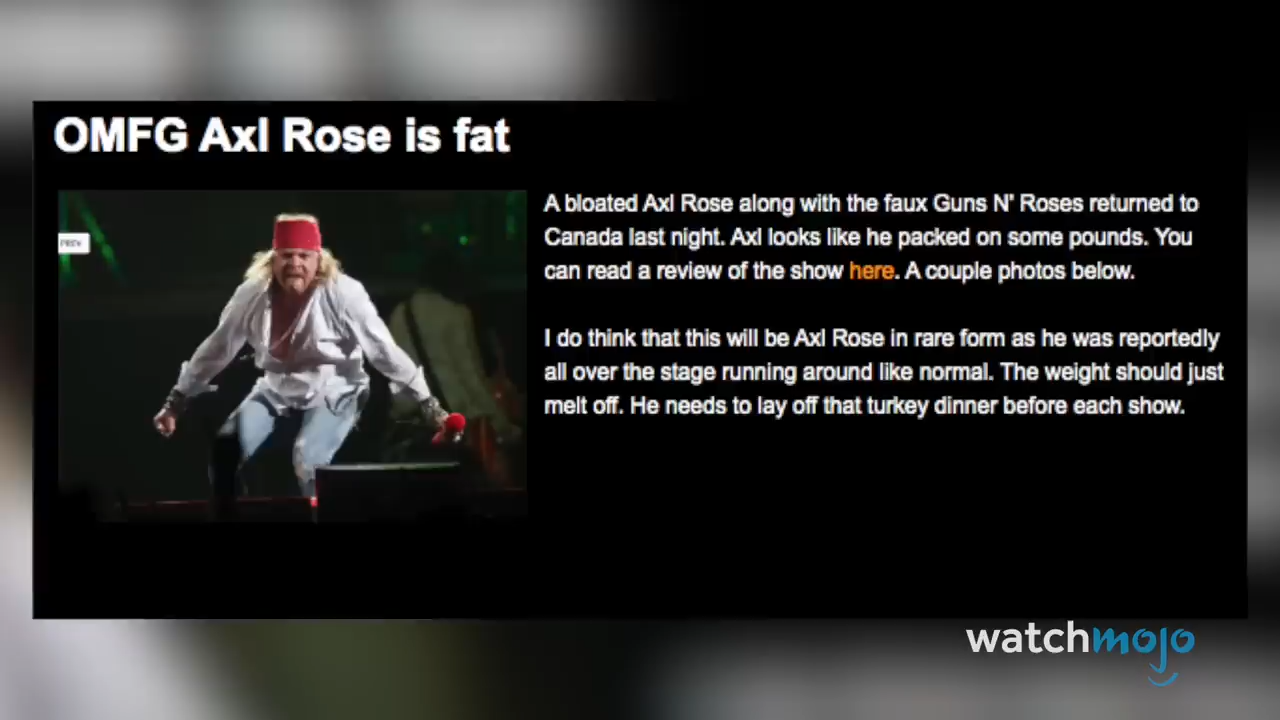 OMFG Axl Rose is fat
PREV
A bloated Axl Rose along with the faux Guns N' Roses returned to
Canada last night. Axl looks like he packed on some pounds. You
can read a review of the show here. A couple photos below.
I do think that this will be Axl Rose in rare form as he was reportedly
all over the stage running around like normal. The weight should just
melt off. He needs to lay off that turkey dinner before each show.
watchmojo